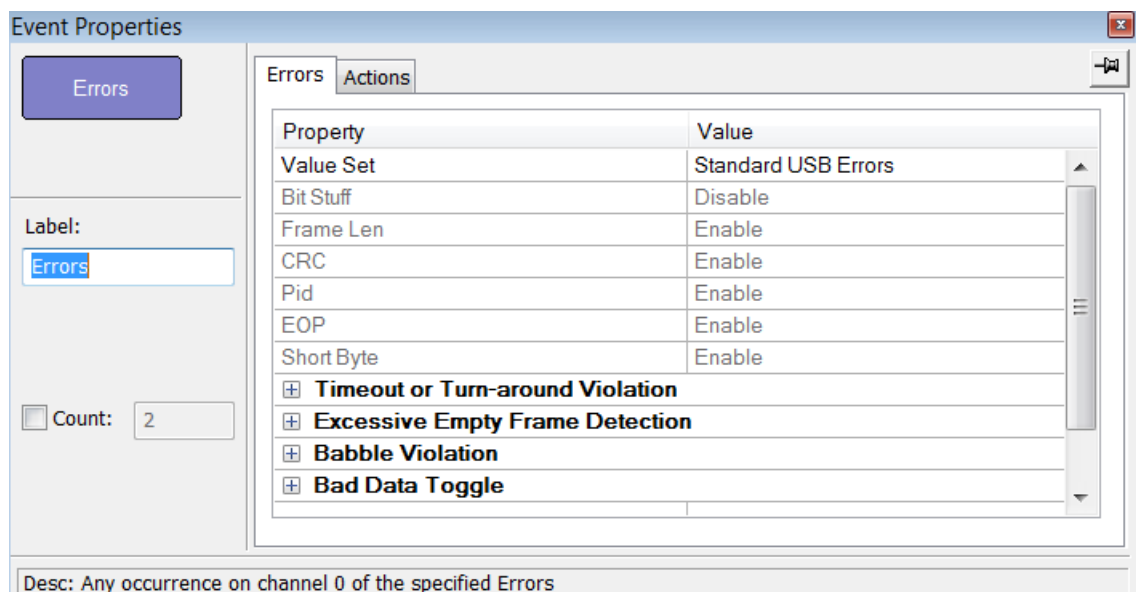 Event Properties
Errors
Label:
Errors
Count: 2
Errors Actions
Property Value
Value Set Standard USB Errors
Bit Stuff Disable
Frame Len Enable
CRC Enable
Pid Enable
EOP Enable
Short Byte Enable
Timeout or Turn-around Violation
Excessive Empty Frame Detection
Babble Violation
Bad Data Toggle
Desc: Any occurrence on channel 0 of the specified Errors